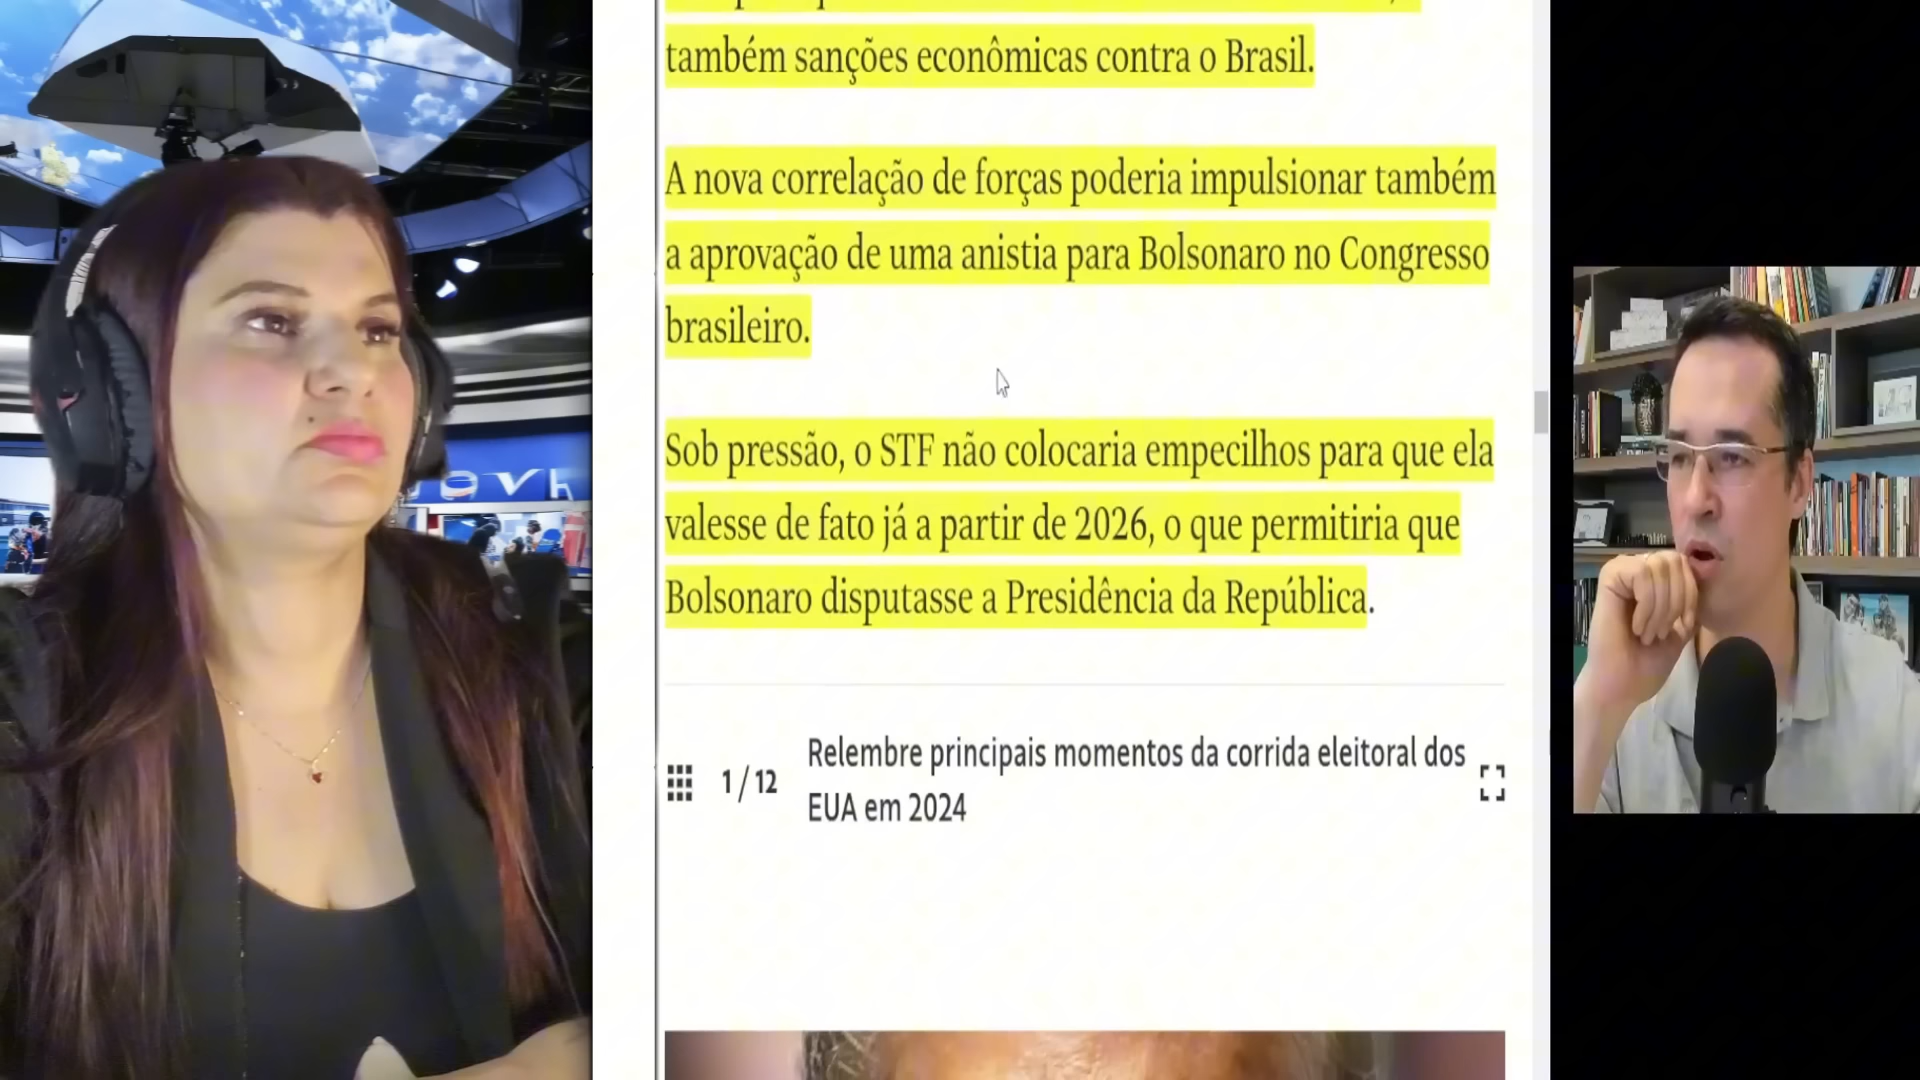 também sanções econômicas contra o Brasil.
A nova correlação de forças poderia impulsionar também
a aprovação de uma anistia para Bolsonaro no Congresso
brasileiro.
Sob pressão, o STF não colocaria empecilhos para que ela
valesse de fato já a partir de 2026, o que permitiria que
Bolsonaro disputasse a Presidência da República.
1 / 12
Relembre principais momentos da corrida eleitoral dos
EUA em 2024